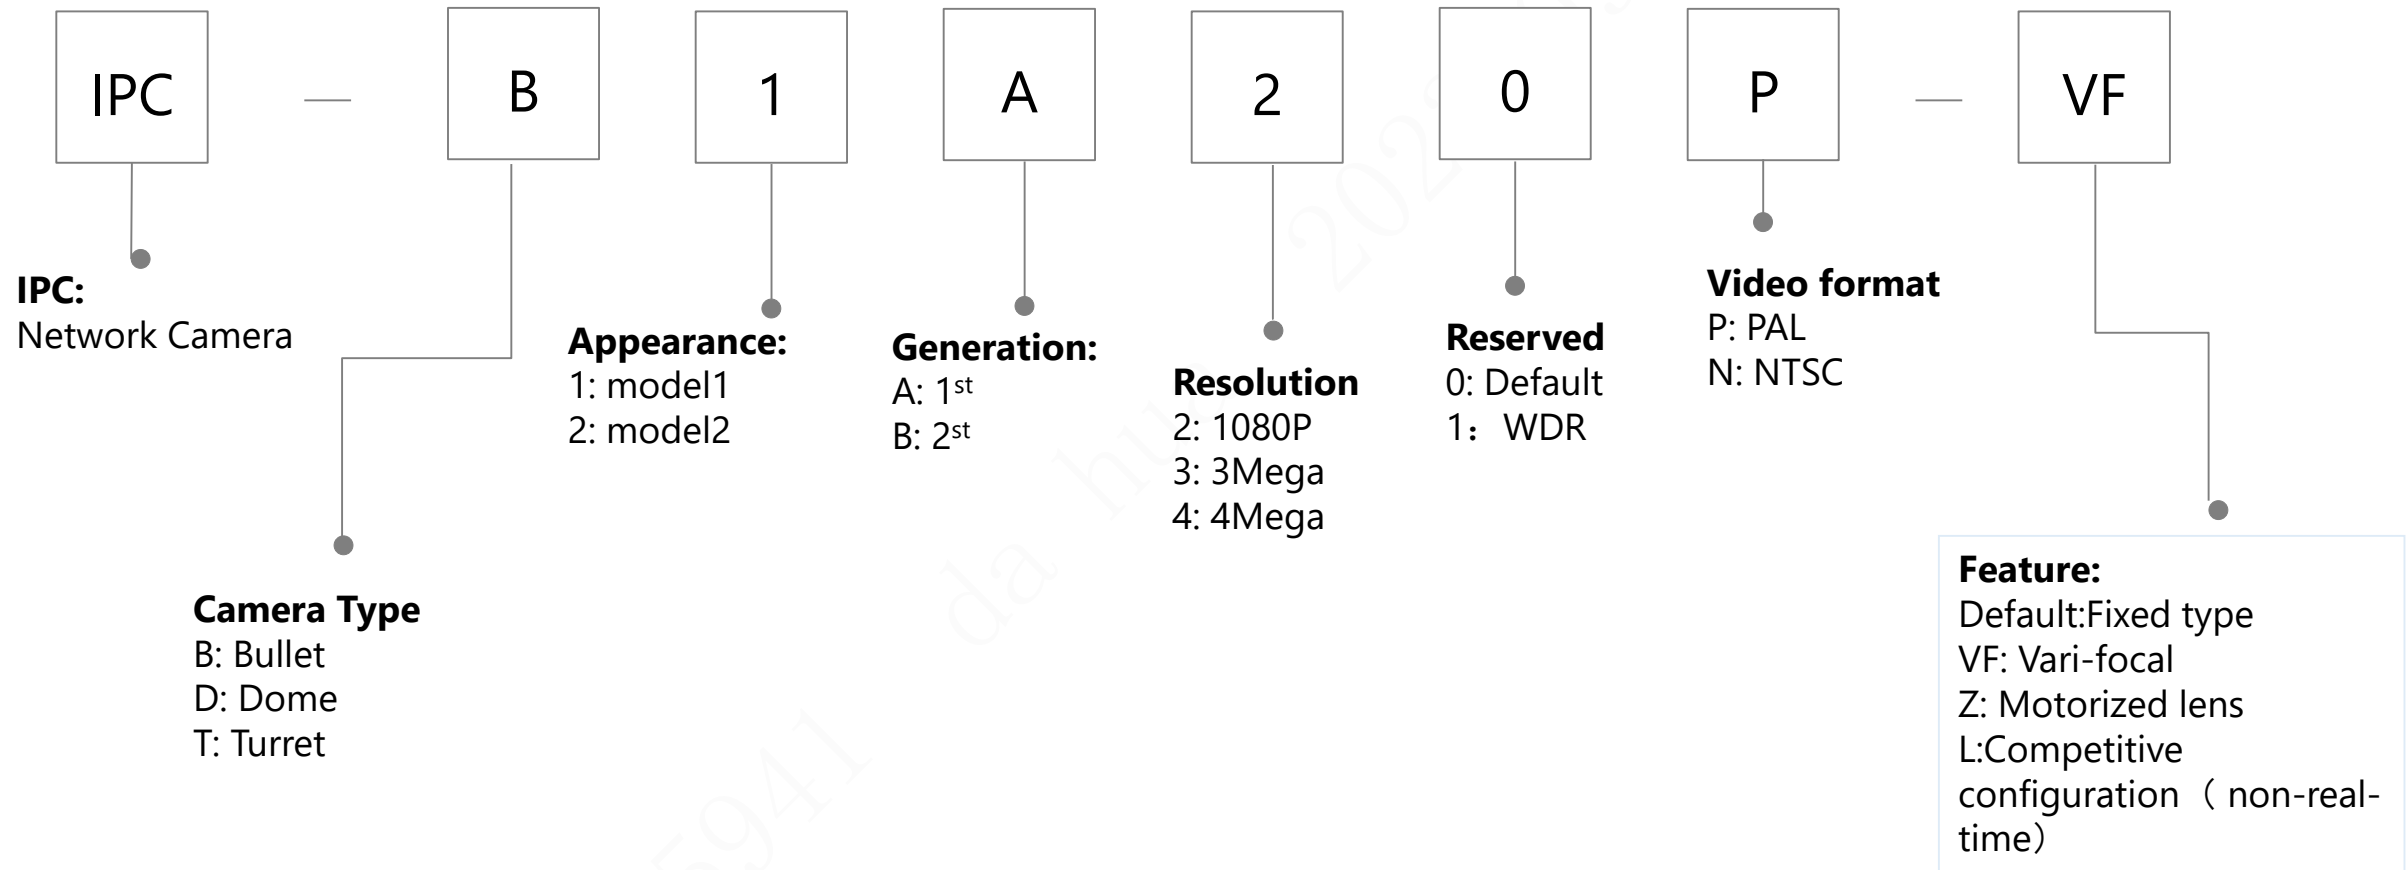 IPC — B 1 A 2 0 P — VF
IPC:
Network Camera
Camera Type
B: Bullet
D: Dome
T: Turret
Appearance:
1: model1
2: model2
Generation:
A: 1st
B: 2st
Resolution
2: 1080P
3: 3Mega
4: 4Mega
Reserved
0: Default
1： WDR
Video format
P: PAL
N: NTSC
Feature:
Default:Fixed type
VF: Vari-focal
Z: Motorized lens
L:Competitive
configuration（ non-real-
time）